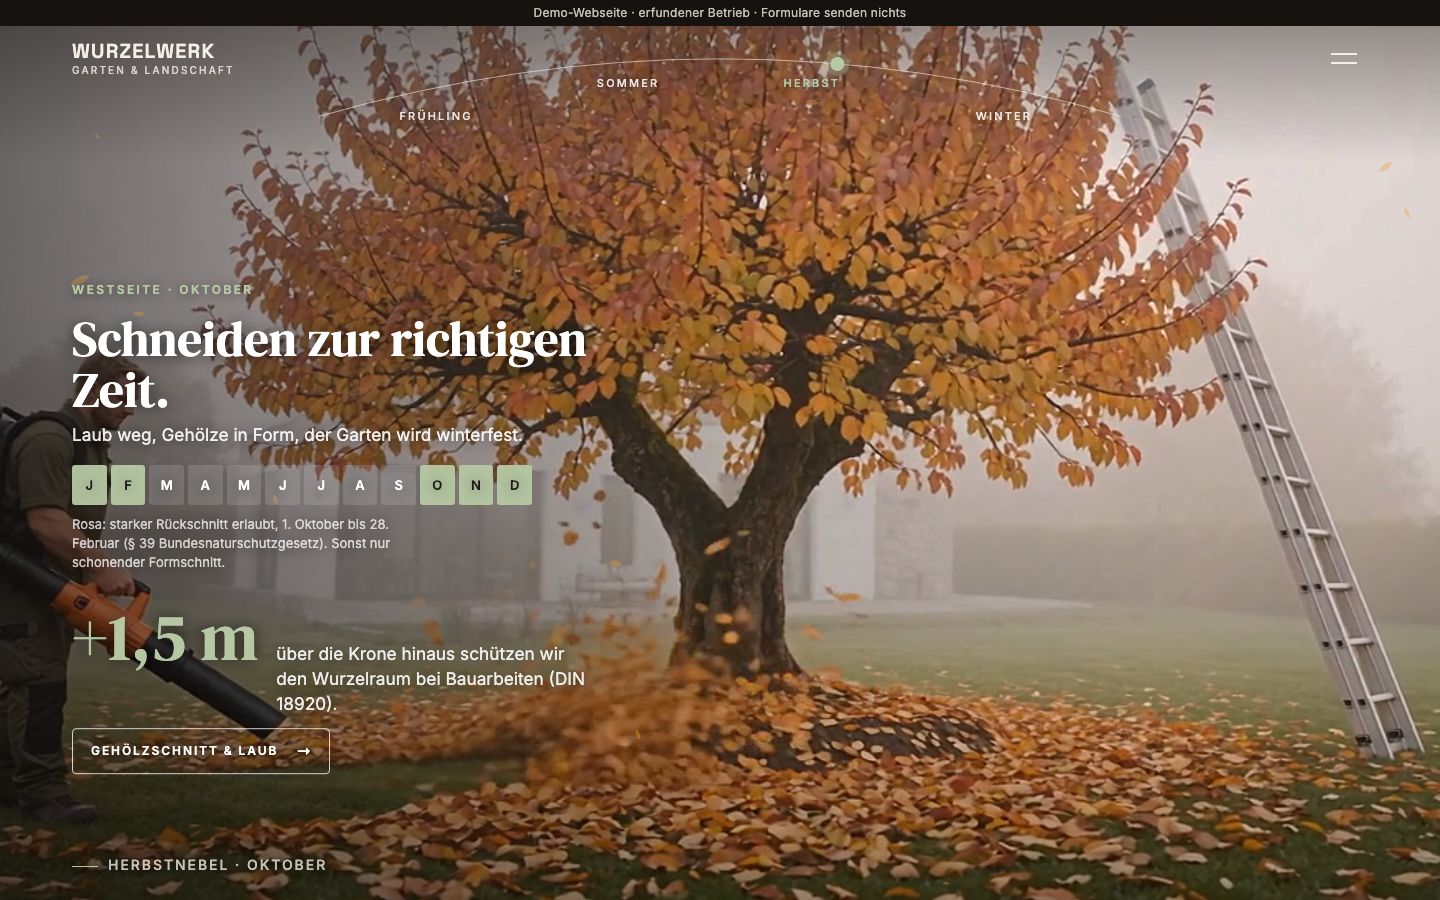 Demo-Webseite · erfundener Betrieb · Formulare senden nichts
WURZELWERK
GARTEN & LANDSCHAFT
FRÜHLING
SOMMER
HERBST
WINTER
WESTSEITE · OKTOBER
Schneiden zur richtigen
Zeit.
Laub weg, Gehölze in Form, der Garten wird winterfest.
J F M A M J J A S O N D
Rosa: starker Rückschnitt erlaubt, 1. Oktober bis 28.
Februar (§ 39 Bundesnaturschutzgesetz). Sonst nur
schonender Formschnitt.
+1,5 m
über die Krone hinaus schützen wir
den Wurzelraum bei Bauarbeiten (DIN
18920).
GEHÖLZSCHNITT & LAUB →
HERBSTNEBEL · OKTOBER